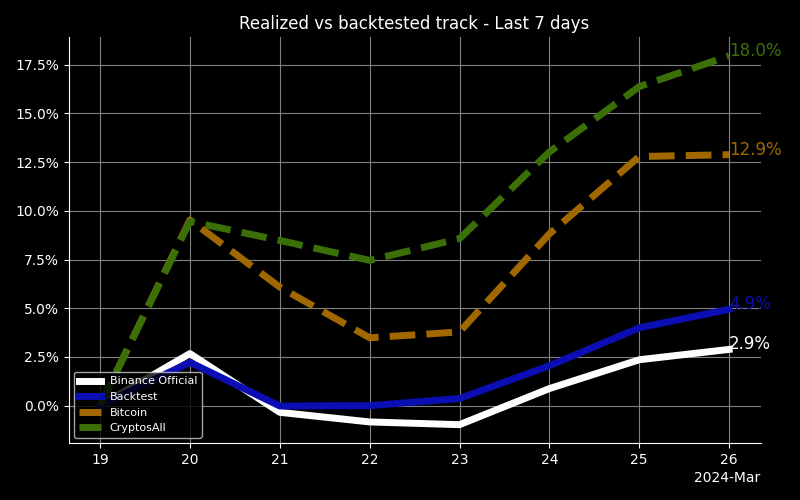 Realized vs backtested track - Last 7 days
17.5%
15.0%
12.5%
10.0%
7.5%
5.0%
2.5%
0.0%
18.0%
12.9%
4.9%
2.9%
Binance Official
Backtest
Bitcoin
CryptosAll
19 20 21 22 23 24 25 26
2024-Mar